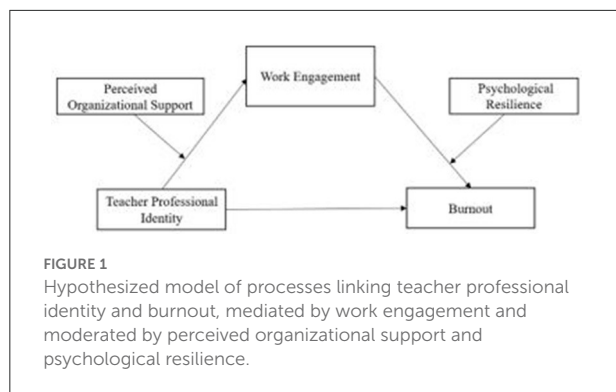 Work Engagement
Perceived
Organizational Support
Psychological
Resilience
Teacher Professional
Identity
Burnout
FIGURE 1
Hypothesized model of processes linking teacher professional
identity and burnout, mediated by work engagement and
moderated by perceived organizational support and
psychological resilience.